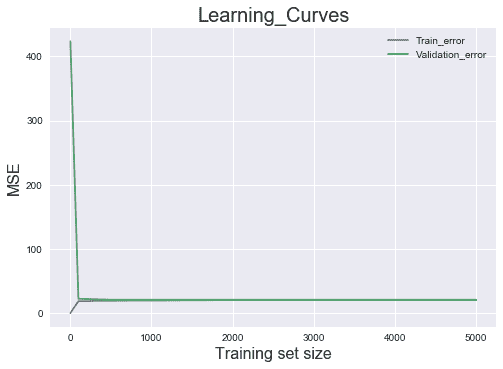 Learning_Curves
Train_error
Validation_error
400
300
200
100
0
MSE
0 1000 2000 3000 4000 5000
Training set size